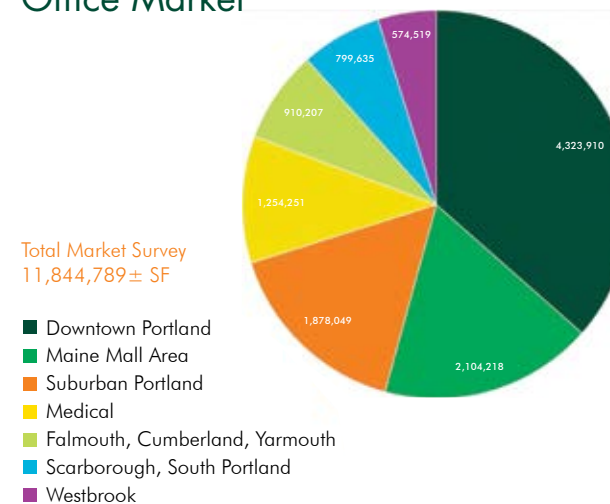 Office Market
574,519
799,635
4,323,910
910,207
1,254,251
Total Market Survey
11,844,789± SF
1,878,049
2,104,218
Downtown Portland
Maine Mall Area
Suburban Portland
Medical
Falmouth, Cumberland, Yarmouth
Scarborough, South Portland
Westbrook